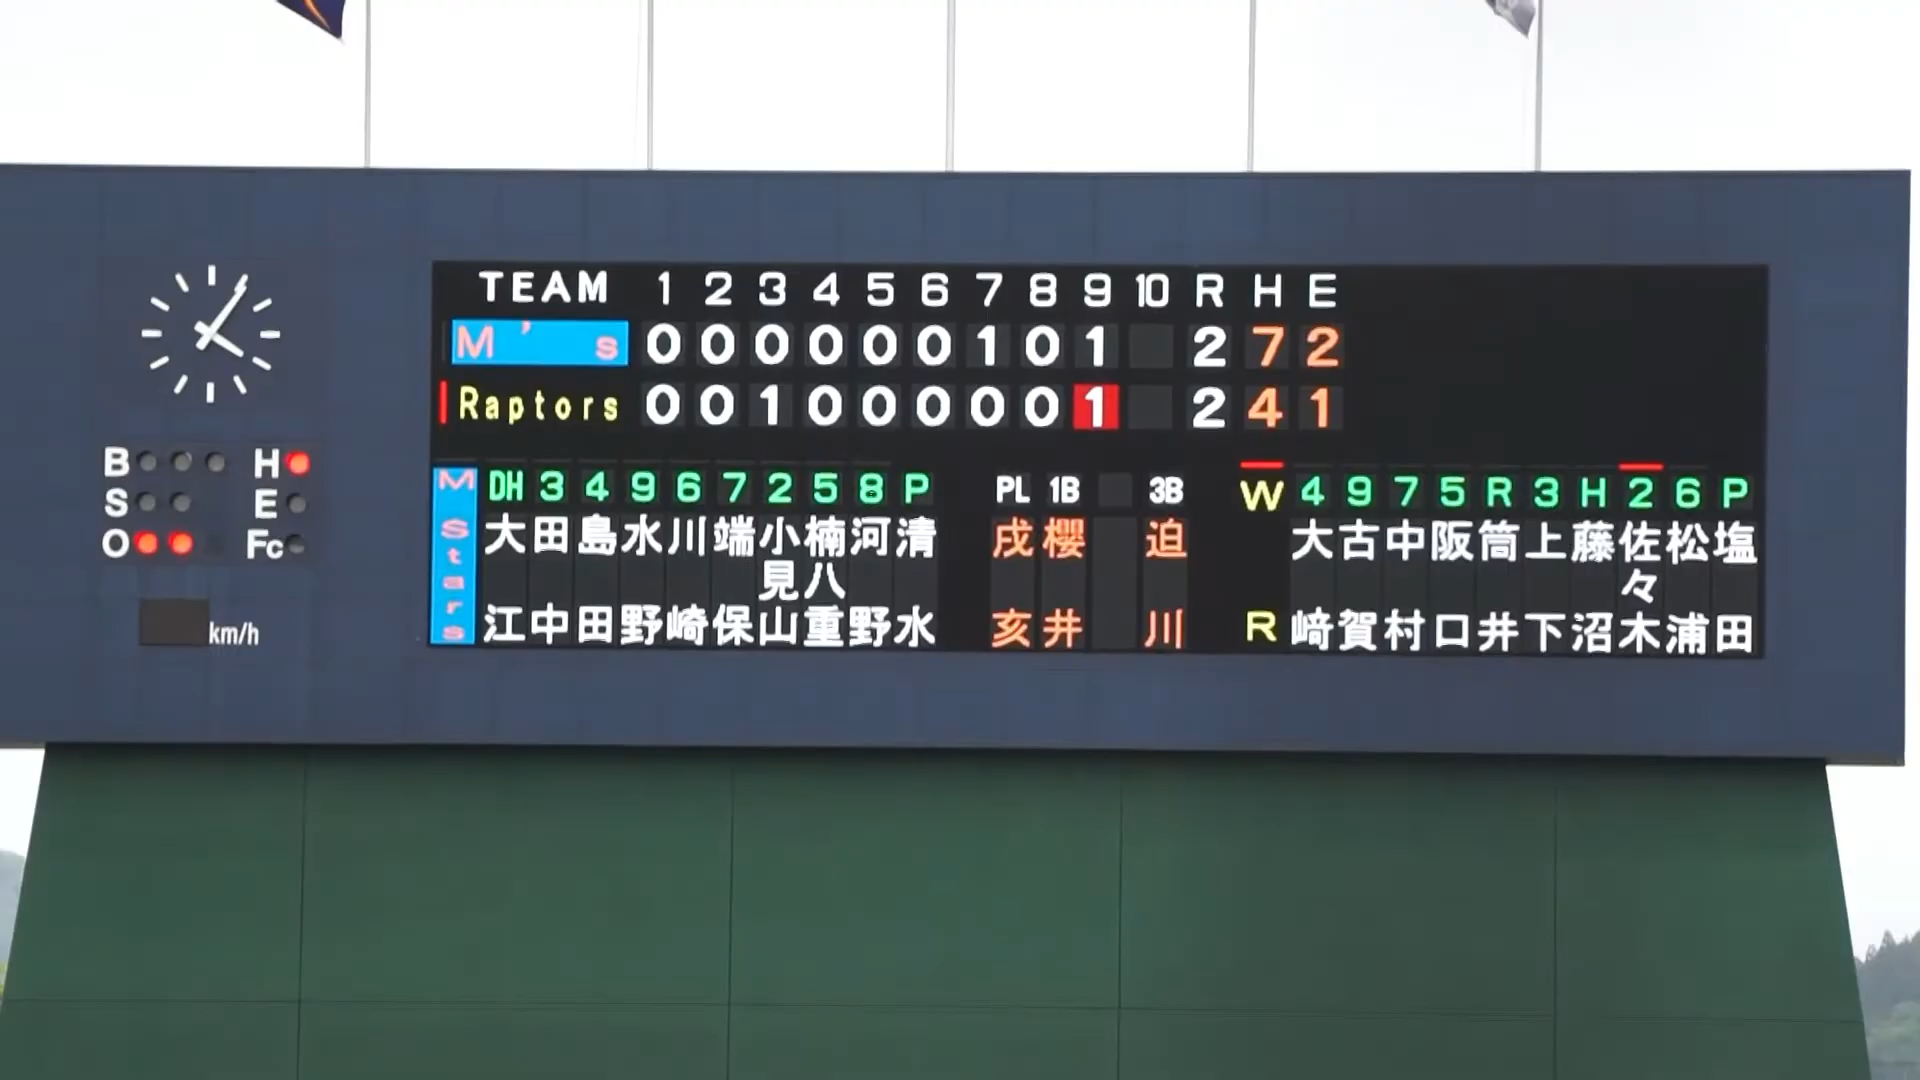 TEAM 1 2 3 4 5 6 7 8 9 10 R H E
M's 0 0 0 0 0 0 1 0 1 2 7 2
Raptors 0 0 1 0 0 0 0 0 1 2 4 1
B H
S E
O Fc
km/h
M Stars
DH 3 4 9 6 7 2 5 8 P
大江
田中
島田
水野
川崎
端保
小見山
楠八重
河野
清水
PL 1B 3B
戌亥
櫻井
迫川
W R
4 9 7 5 R 3 H 2 6 P
大﨑
古賀
中村
阪口
筒井
上下
藤沼
佐々木
松浦
塩田